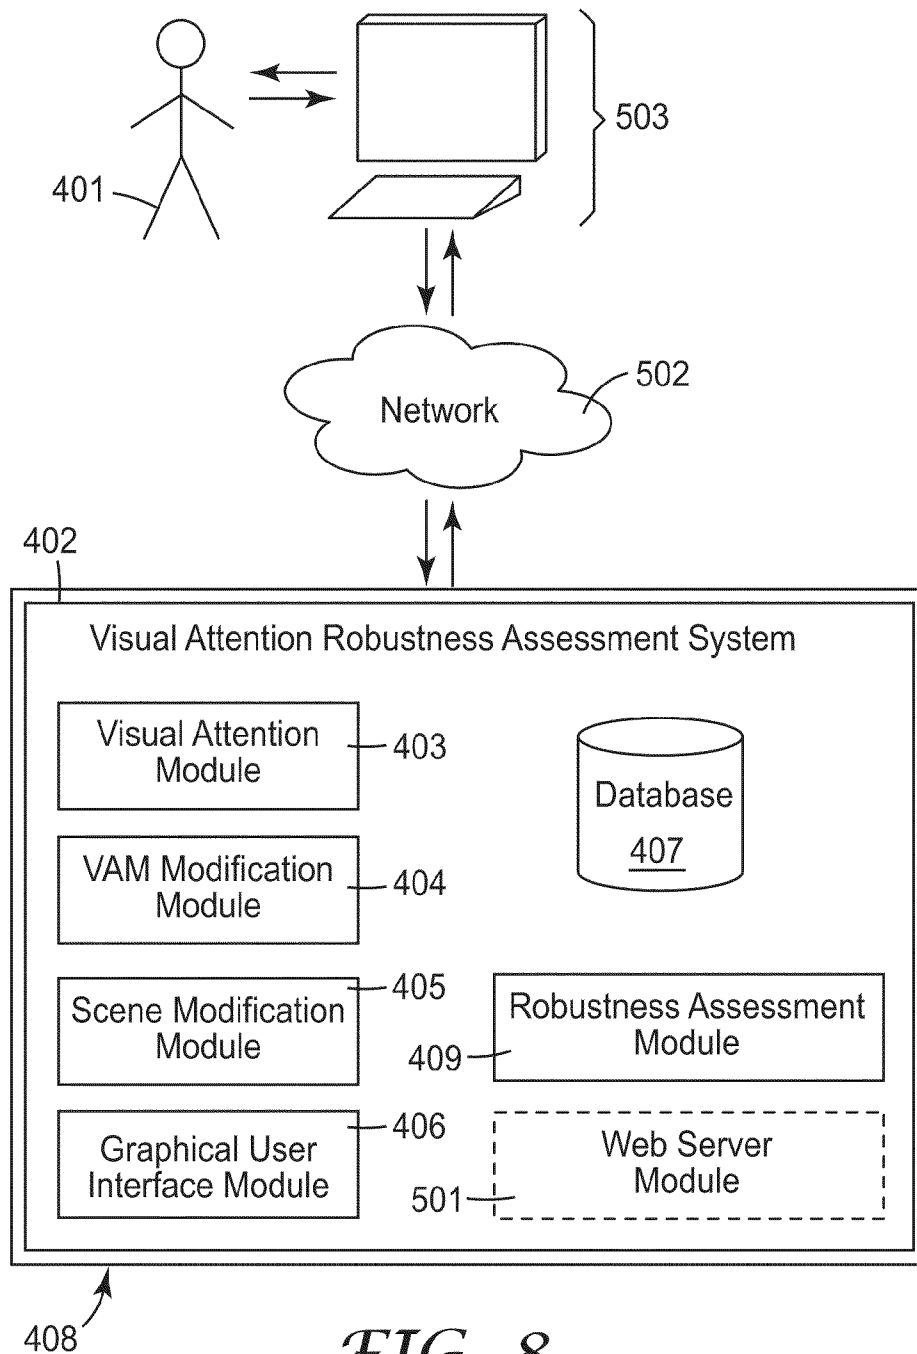 503
401
502
Network
402
Visual Attention Robustness Assessment System
Visual Attention
Module
403
Database
407
VAM Modification
Module
404
Scene Modification
Module
405
Robustness Assessment
Module
409
Graphical User
Interface Module
406
Web Server
Module
501
408
FIG. 8